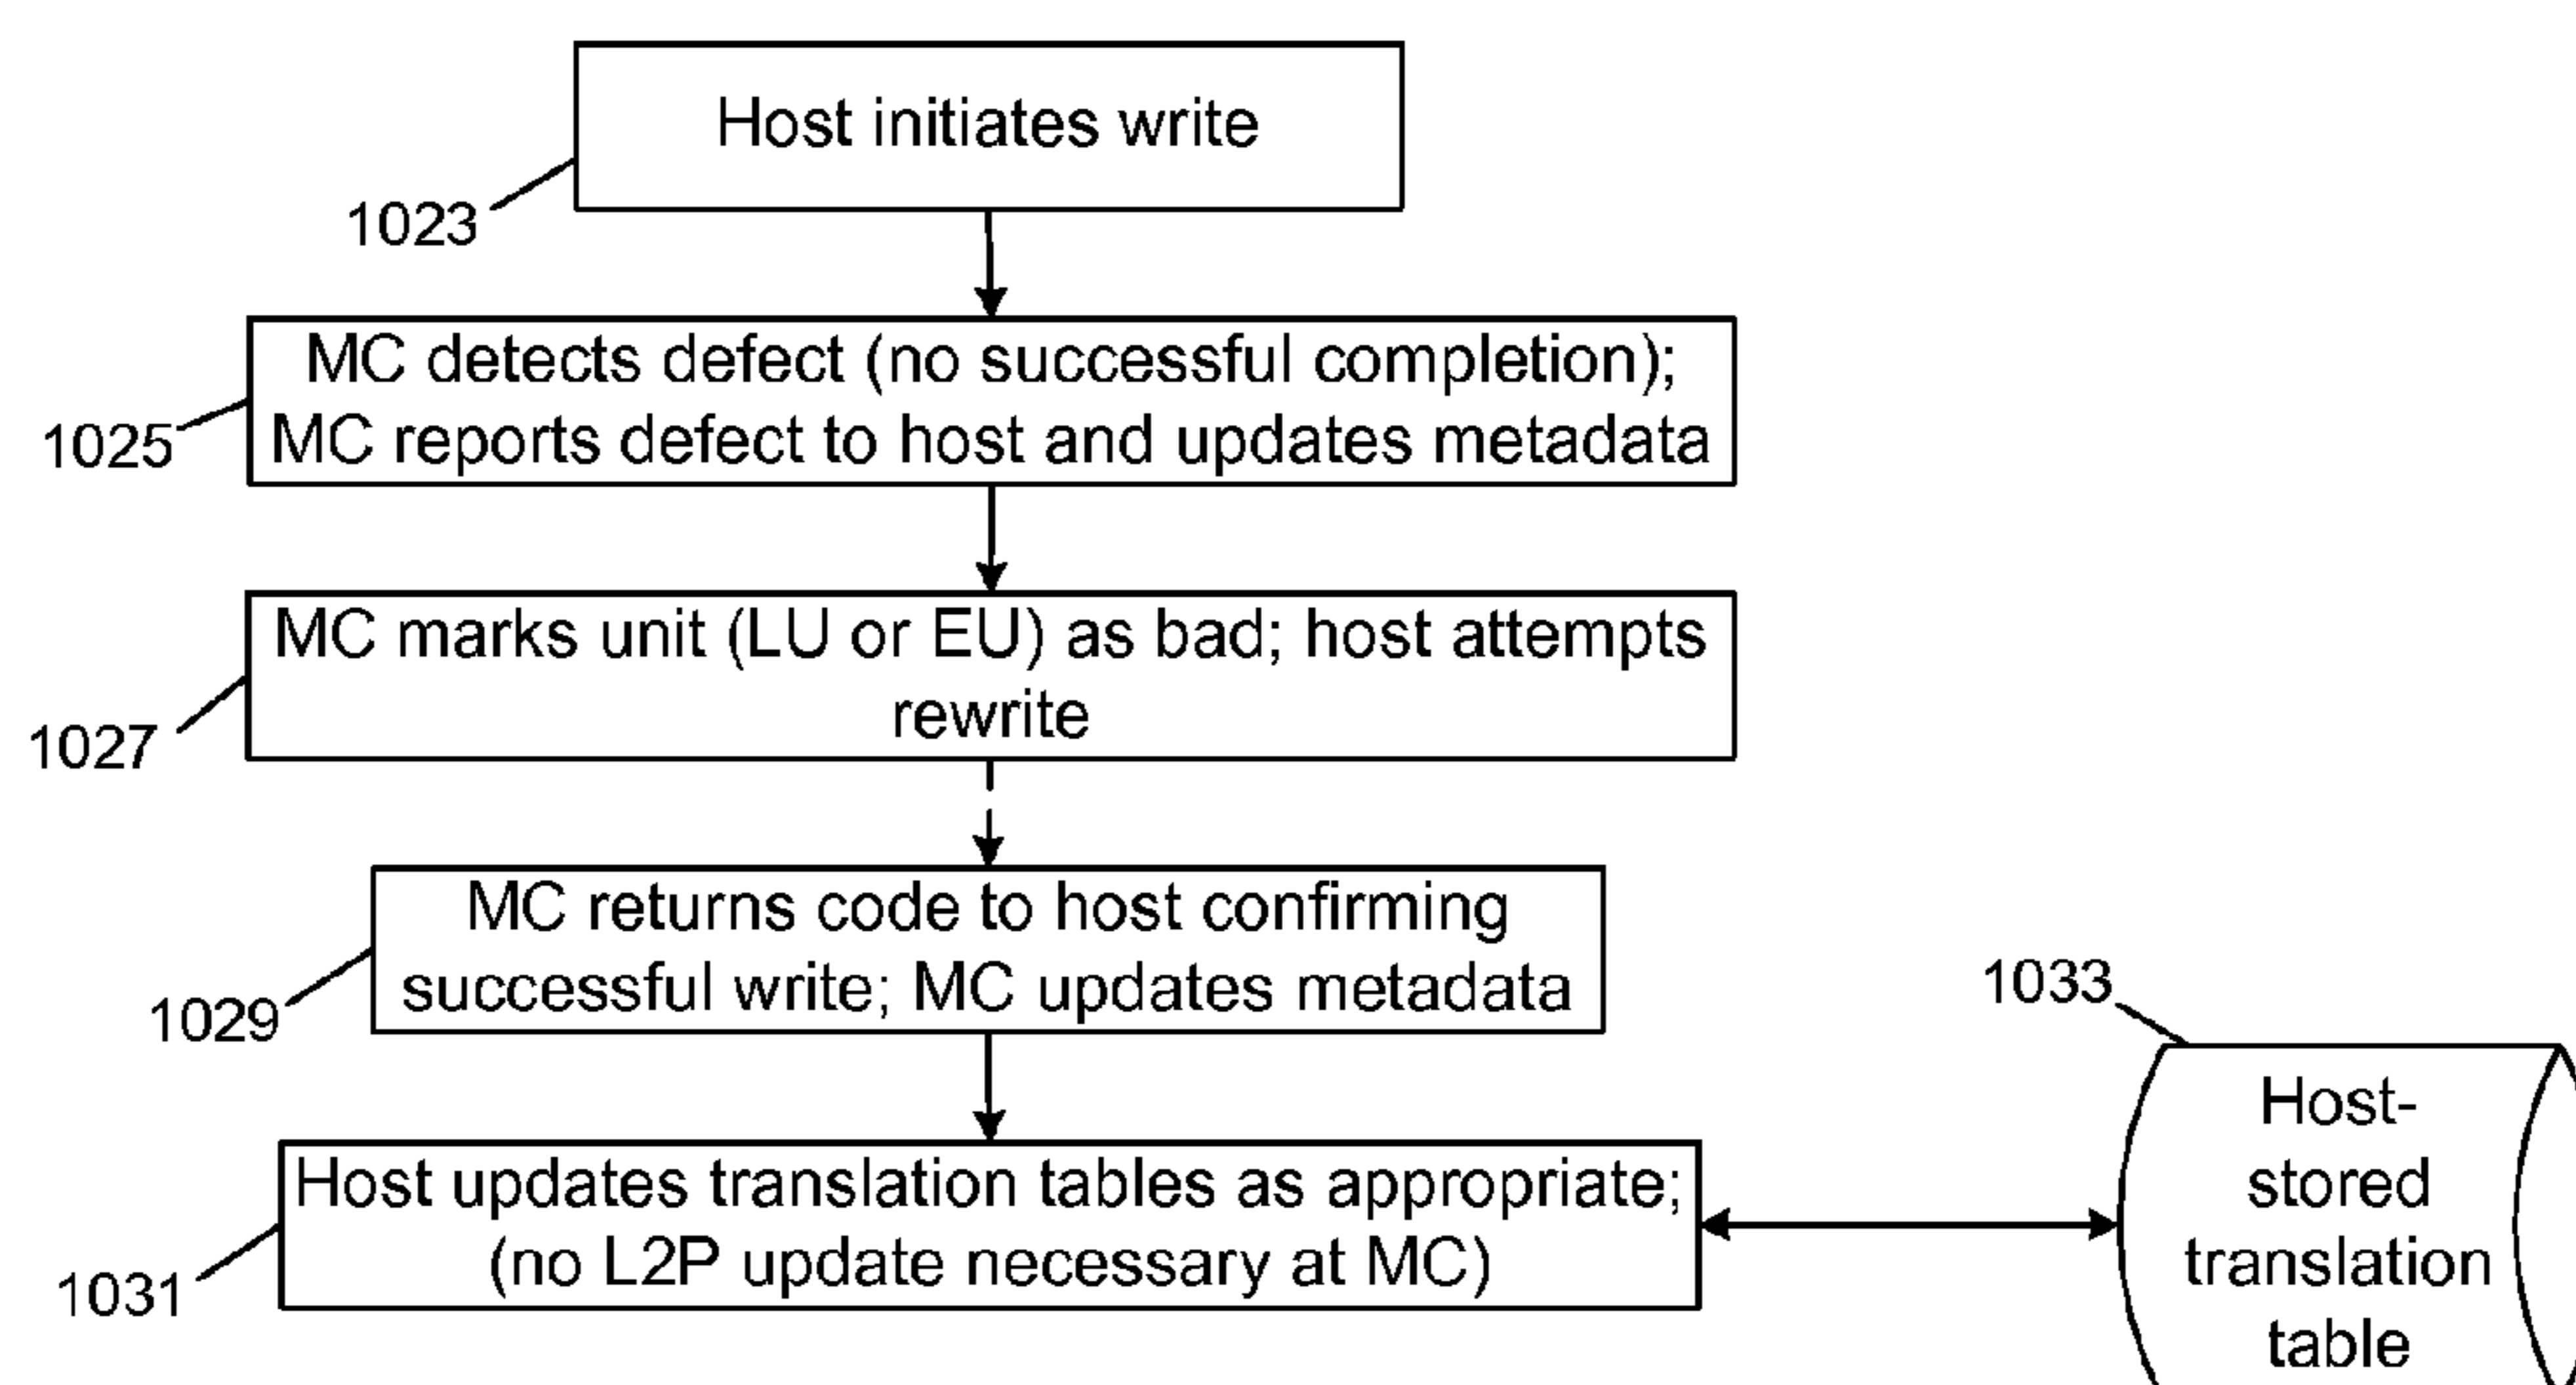 Host initiates write
1023
MC detects defect (no successful completion);
MC reports defect to host and updates metadata
1025
MC marks unit (LU or EU) as bad; host attempts
rewrite
1027
MC returns code to host confirming
successful write; MC updates metadata
1029
1033
Host updates translation tables as appropriate;
(no L2P update necessary at MC)
1031
Host-
stored
translation
table